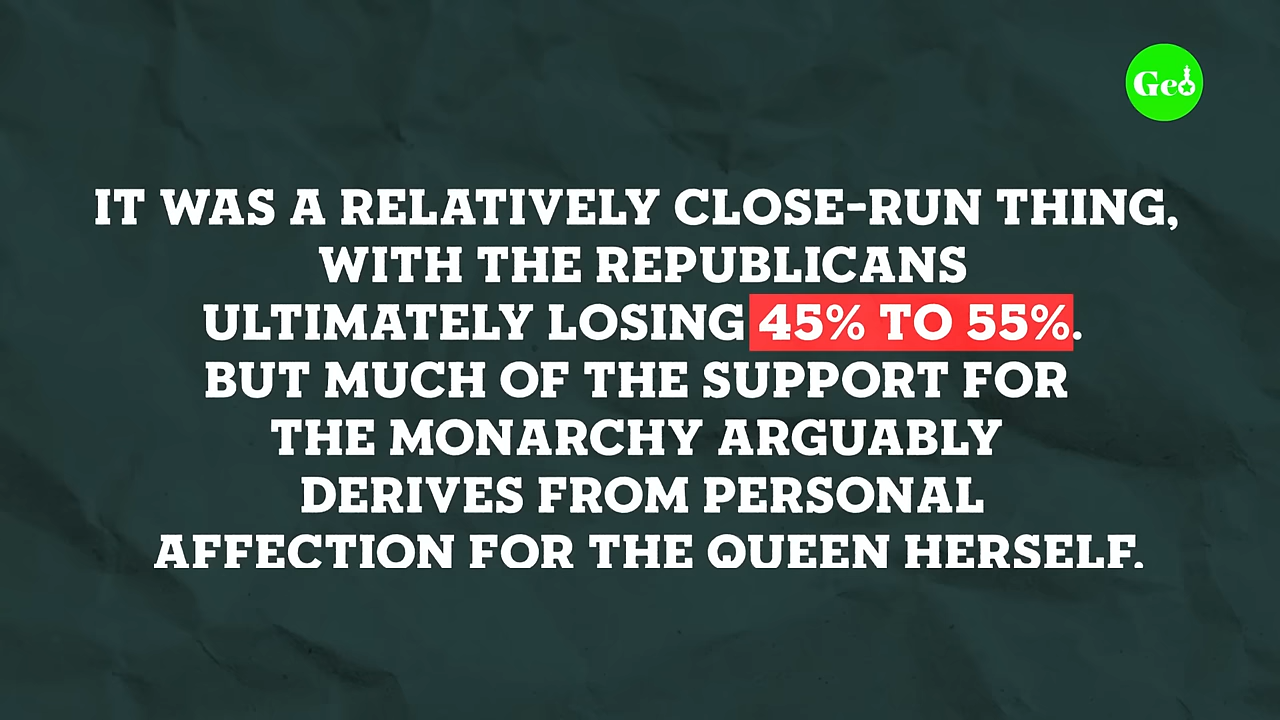 Geo
IT WAS A RELATIVELY CLOSE-RUN THING,
WITH THE REPUBLICANS
ULTIMATELY LOSING 45% TO 55%.
BUT MUCH OF THE SUPPORT FOR
THE MONARCHY ARGUABLY
DERIVES FROM PERSONAL
AFFECTION FOR THE QUEEN HERSELF.